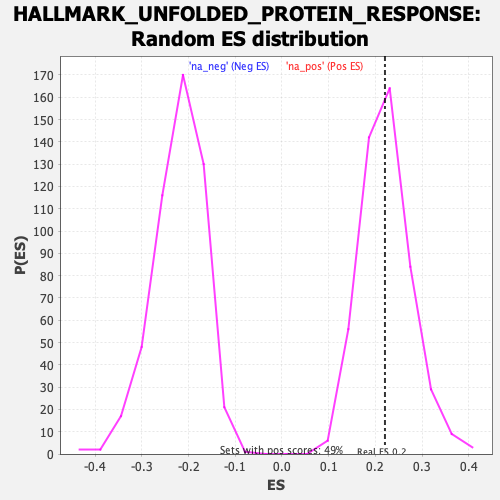 HALLMARK_UNFOLDED_PROTEIN_RESPONSE:
Random ES distribution
'na_neg' (Neg ES) 'na_pos' (Pos ES)
170
160
150
140
130
120
110
100
90
80
70
60
50
40
30
20
10
0
P(ES)
Sets with pos scores: 49%
Real ES 0.2
-0.4 -0.3 -0.2 -0.1 0.0 0.1 0.2 0.3 0.4
ES